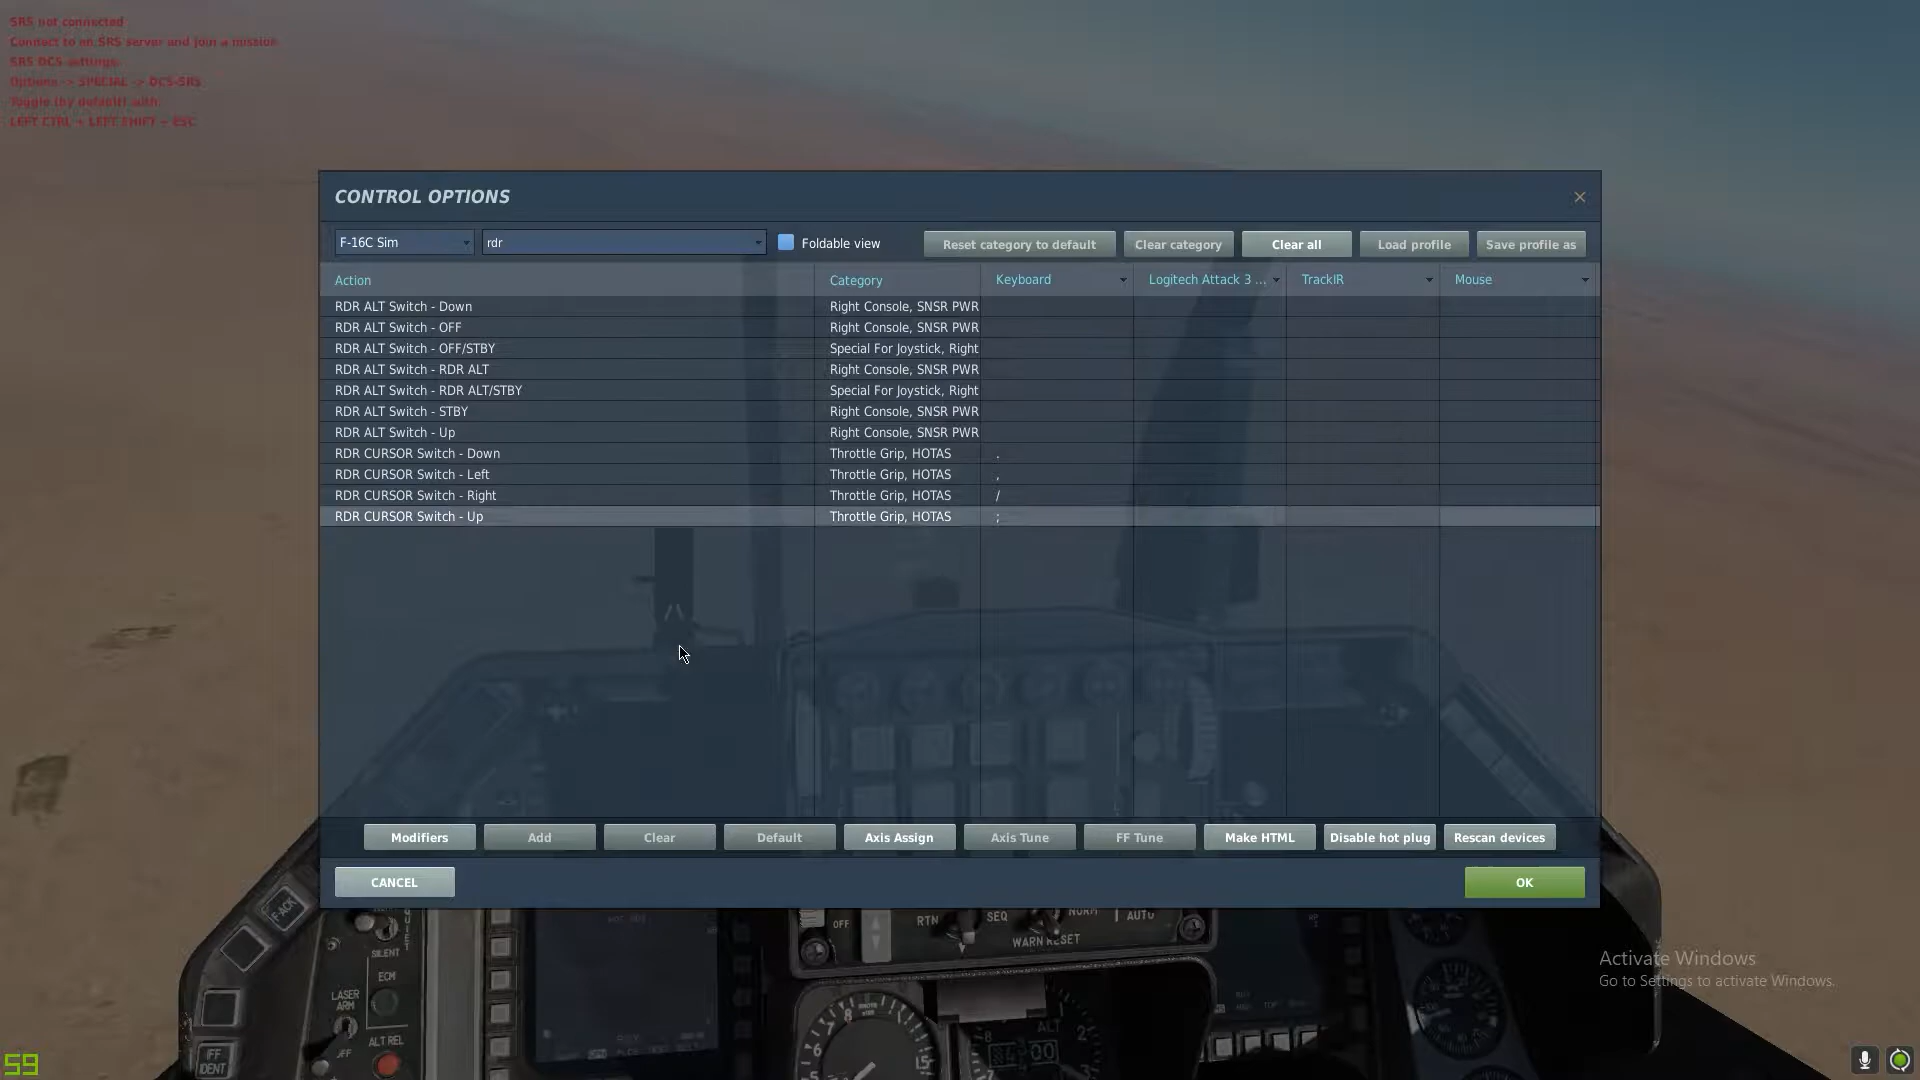 SRS not connected
Connect to an SRS server and join a mission
SRS DCS settings:
Options -> SPECIAL -> DCS-SRS
Toggle (by default) with:
LEFT CTRL + LEFT SHIFT + ESC
CONTROL OPTIONS
F-16C Sim rdr Foldable view Reset category to default Clear category Clear all Load profile Save profile as
Action Category Keyboard Logitech Attack 3 ... TrackIR Mouse
RDR ALT Switch - Down Right Console, SNSR PWR
RDR ALT Switch - OFF Right Console, SNSR PWR
RDR ALT Switch - OFF/STBY Special For Joystick, Right
RDR ALT Switch - RDR ALT Right Console, SNSR PWR
RDR ALT Switch - RDR ALT/STBY Special For Joystick, Right
RDR ALT Switch - STBY Right Console, SNSR PWR
RDR ALT Switch - Up Right Console, SNSR PWR
RDR CURSOR Switch - Down Throttle Grip, HOTAS .
RDR CURSOR Switch - Left Throttle Grip, HOTAS ,
RDR CURSOR Switch - Right Throttle Grip, HOTAS /
RDR CURSOR Switch - Up Throttle Grip, HOTAS ;
Modifiers Add Clear Default Axis Assign Axis Tune FF Tune Make HTML Disable hot plug Rescan devices
CANCEL OK
F-ACK
OFF RTN SEQ NORM AUTO
WARN RESET
SILENT
ECM
LASER
ARM
ALT REL
OFF
IFF
IDENT
ALT
Activate Windows
Go to Settings to activate Windows.
59